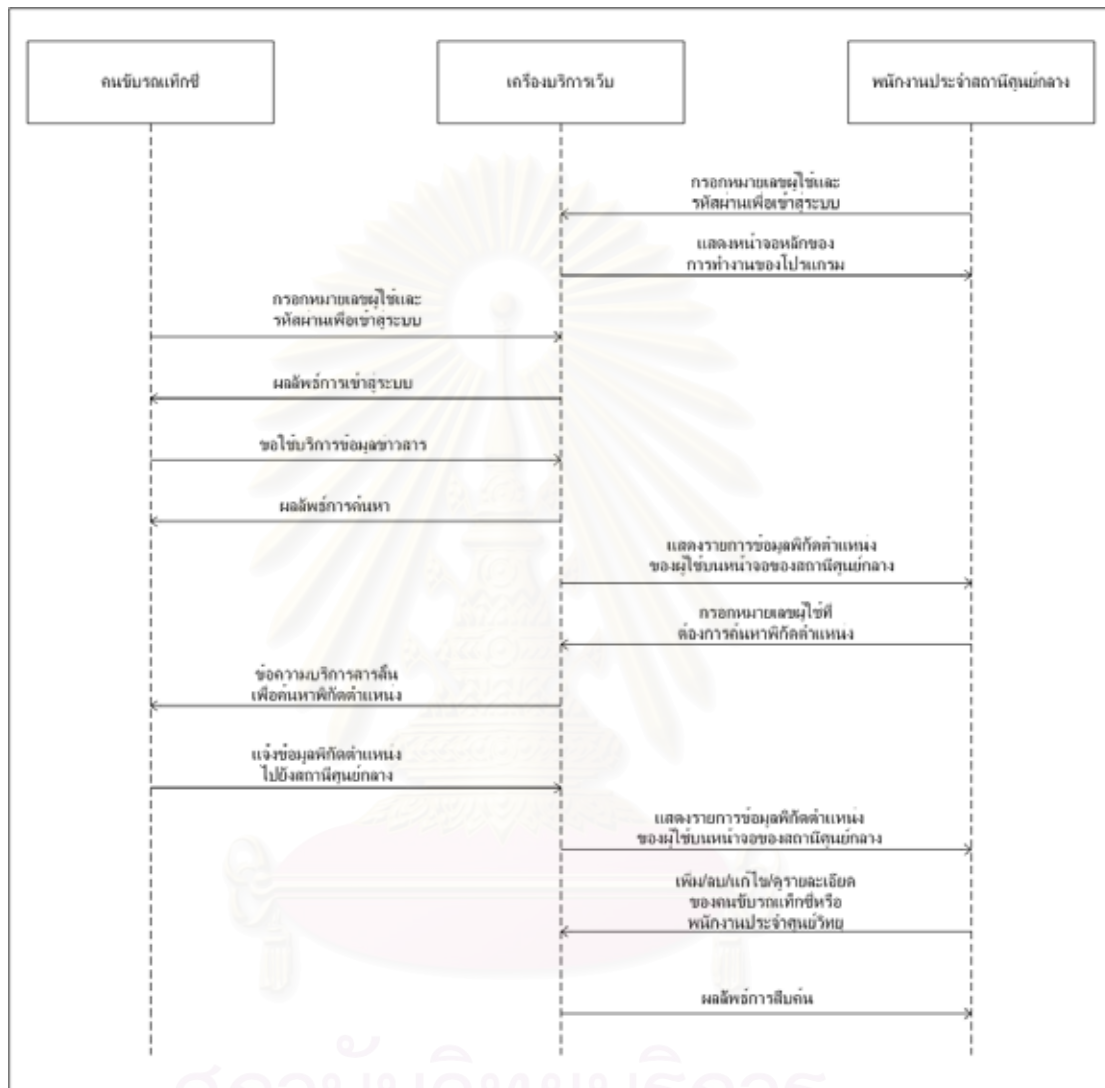 คนขับรถแท็กซี่
เครื่องบริการเว็บ
พนักงานประจำสถานีศูนย์กลาง
กรอกหมายเลขผู้ใช้และ
รหัสผ่านเพื่อเข้าสู่ระบบ
แสดงหน้าจอหลักของ
การทำงานของโปรแกรม
กรอกหมายเลขผู้ใช้และ
รหัสผ่านเพื่อเข้าสู่ระบบ
ผลลัพธ์การเข้าสู่ระบบ
ขอใช้บริการข้อมูลข่าวสาร
ผลลัพธ์การค้นหา
แสดงรายการข้อมูลพิกัดตำแหน่ง
ของผู้ใช้บนหน้าจอของสถานีศูนย์กลาง
กรอกหมายเลขผู้ใช้ที่
ต้องการค้นหาพิกัดตำแหน่ง
ข้อความบริการสารสั้น
เพื่อค้นหาพิกัดตำแหน่ง
แจ้งข้อมูลพิกัดตำแหน่ง
ไปยังสถานีศูนย์กลาง
แสดงรายการข้อมูลพิกัดตำแหน่ง
ของผู้ใช้บนหน้าจอของสถานีศูนย์กลาง
เพิ่ม/ลบ/แก้ไข/ดูรายละเอียด
ของคนขับรถแท็กซี่หรือ
พนักงานประจำศูนย์วิทยุ
ผลลัพธ์การสืบค้น
สถาบันวิทยบริการ